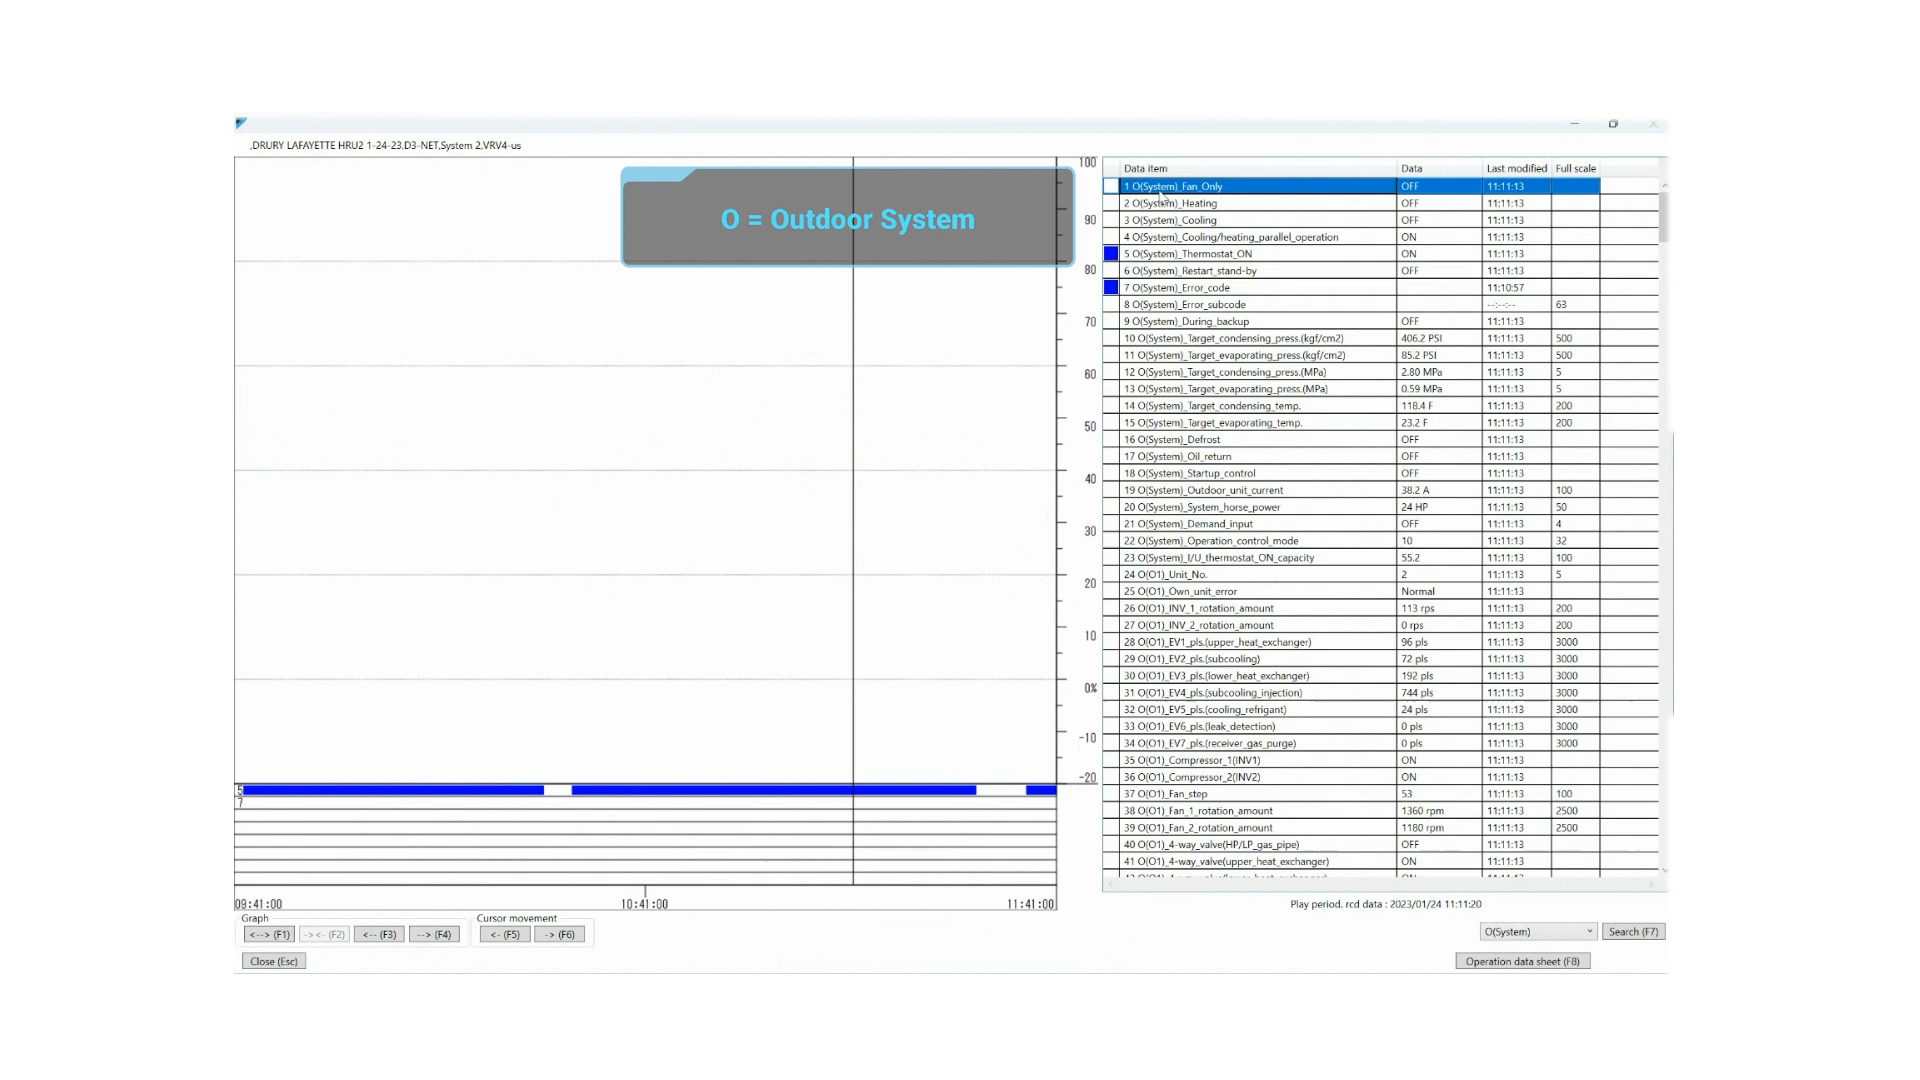 ,DRURY LAFAYETTE HRU2 1-24-23,D3-NET,System 2,VRV4-us
O = Outdoor System
100
90
80
70
60
50
40
30
20
10
0%
-10
-20
5
7
09:41:00 10:41:00 11:41:00
Data item Data Last modified Full scale
1 O(System)_Fan_Only OFF 11:11:13
2 O(System)_Heating OFF 11:11:13
3 O(System)_Cooling OFF 11:11:13
4 O(System)_Cooling/heating_parallel_operation ON 11:11:13
5 O(System)_Thermostat_ON ON 11:11:13
6 O(System)_Restart_stand-by OFF 11:11:13
7 O(System)_Error_code 11:10:57
8 O(System)_Error_subcode --:--:-- 63
9 O(System)_During_backup OFF 11:11:13
10 O(System)_Target_condensing_press.(kgf/cm2) 406.2 PSI 11:11:13 500
11 O(System)_Target_evaporating_press.(kgf/cm2) 85.2 PSI 11:11:13 500
12 O(System)_Target_condensing_press.(MPa) 2.80 MPa 11:11:13 5
13 O(System)_Target_evaporating_press.(MPa) 0.59 MPa 11:11:13 5
14 O(System)_Target_condensing_temp. 118.4 F 11:11:13 200
15 O(System)_Target_evaporating_temp. 23.2 F 11:11:13 200
16 O(System)_Defrost OFF 11:11:13
17 O(System)_Oil_return OFF 11:11:13
18 O(System)_Startup_control OFF 11:11:13
19 O(System)_Outdoor_unit_current 38.2 A 11:11:13 100
20 O(System)_System_horse_power 24 HP 11:11:13 50
21 O(System)_Demand_input OFF 11:11:13 4
22 O(System)_Operation_control_mode 10 11:11:13 32
23 O(System)_I/U_thermostat_ON_capacity 55.2 11:11:13 100
24 O(O1)_Unit_No. 2 11:11:13 5
25 O(O1)_Own_unit_error Normal 11:11:13
26 O(O1)_INV_1_rotation_amount 113 rps 11:11:13 200
27 O(O1)_INV_2_rotation_amount 0 rps 11:11:13 200
28 O(O1)_EV1_pls.(upper_heat_exchanger) 96 pls 11:11:13 3000
29 O(O1)_EV2_pls.(subcooling) 72 pls 11:11:13 3000
30 O(O1)_EV3_pls.(lower_heat_exchanger) 192 pls 11:11:13 3000
31 O(O1)_EV4_pls.(subcooling_injection) 744 pls 11:11:13 3000
32 O(O1)_EV5_pls.(cooling_refrigant) 24 pls 11:11:13 3000
33 O(O1)_EV6_pls.(leak_detection) 0 pls 11:11:13 3000
34 O(O1)_EV7_pls.(receiver_gas_purge) 0 pls 11:11:13 3000
35 O(O1)_Compressor_1(INV1) ON 11:11:13
36 O(O1)_Compressor_2(INV2) ON 11:11:13
37 O(O1)_Fan_step 53 11:11:13 100
38 O(O1)_Fan_1_rotation_amount 1360 rpm 11:11:13 2500
39 O(O1)_Fan_2_rotation_amount 1180 rpm 11:11:13 2500
40 O(O1)_4-way_valve(HP/LP_gas_pipe) OFF 11:11:13
41 O(O1)_4-way_valve(upper_heat_exchanger) ON 11:11:13
Play period. rcd data : 2023/01/24 11:11:20
Graph Cursor movement
<--> (F1) -><- (F2) <-- (F3) --> (F4) <- (F5) -> (F6)
O(System) Search (F7)
Close (Esc) Operation data sheet (F8)